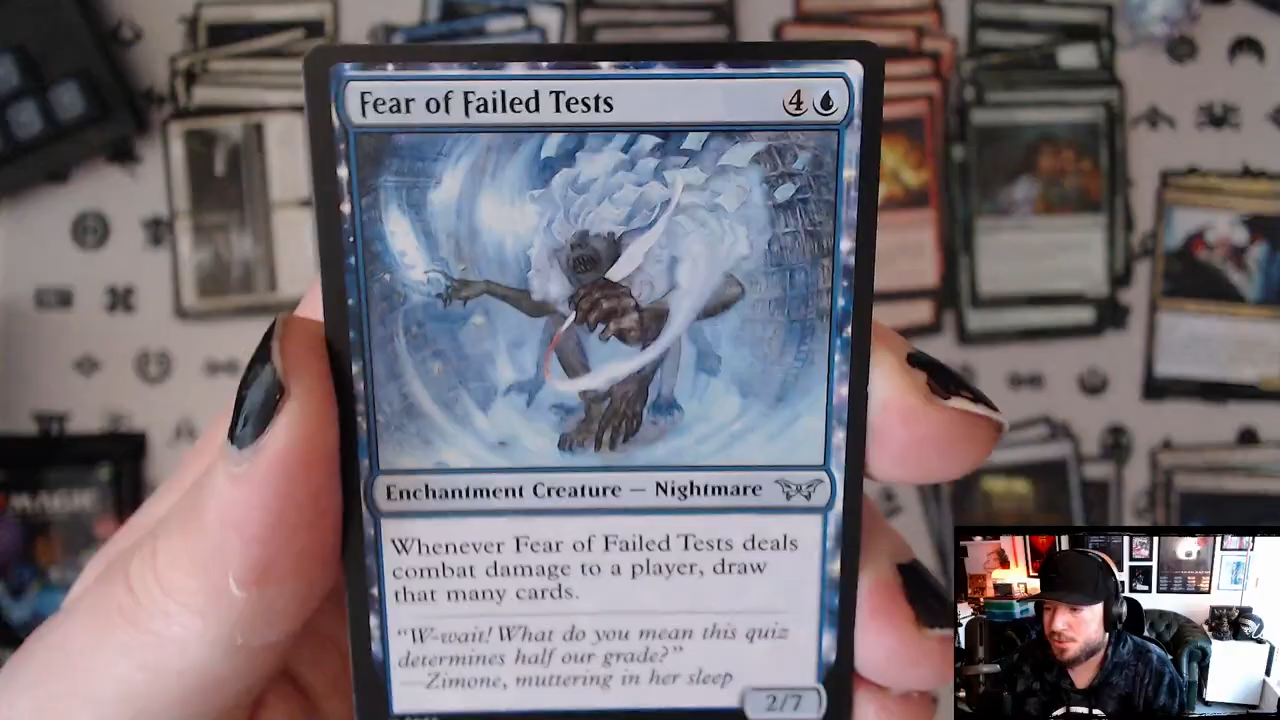 Fear of Failed Tests
4
Enchantment Creature — Nightmare
Whenever Fear of Failed Tests deals
combat damage to a player, draw
that many cards.
"W-wait! What do you mean this quiz
determines half our grade?"
—Zimone, muttering in her sleep
2/7
MAGIC